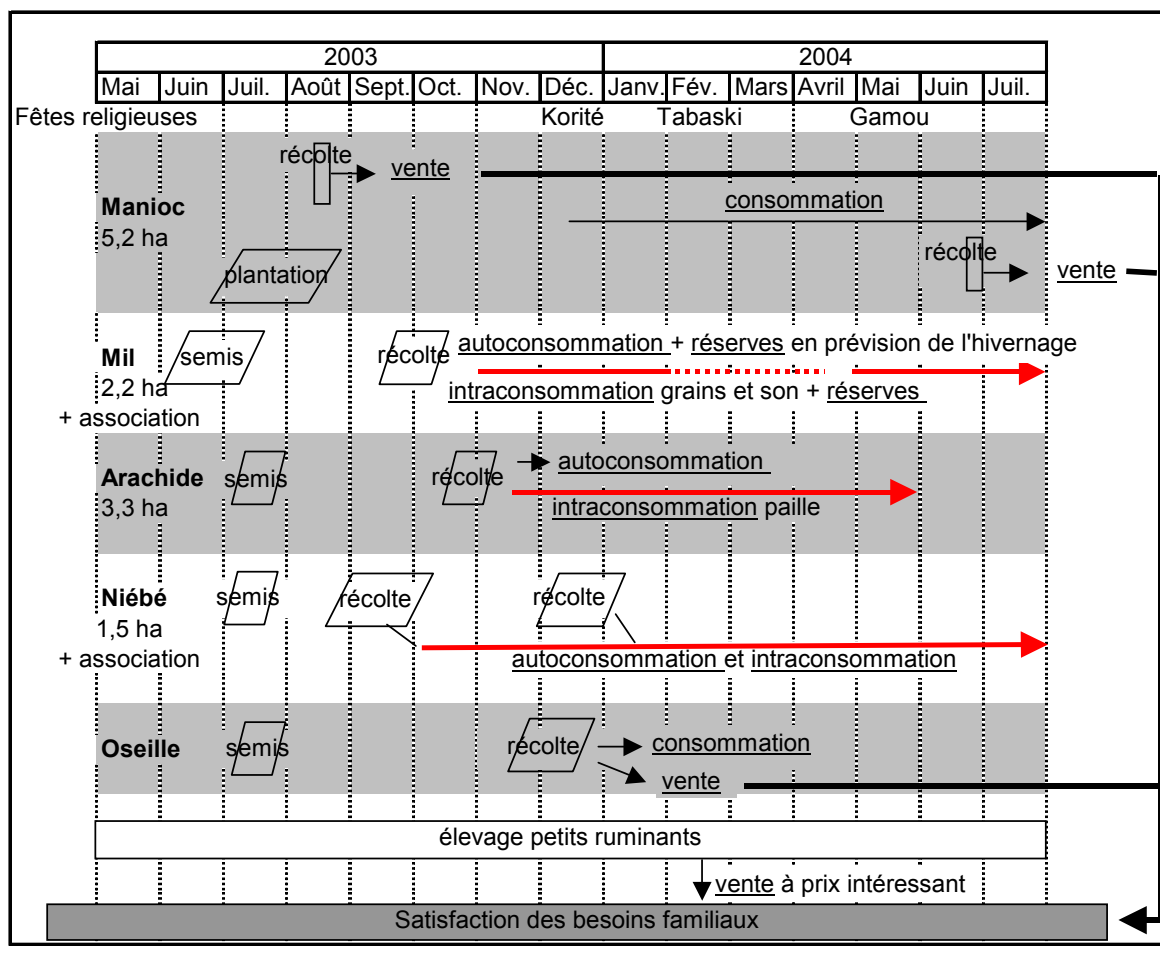 2003 2004
Mai Juin Juil. Août Sept. Oct. Nov. Déc. Janv. Fév. Mars Avril Mai Juin Juil.
Fêtes religieuses Korité Tabaski Gamou
récolte vente
Manioc consommation
5,2 ha
récolte
plantation vente
Mil semis récolte autoconsommation + réserves en prévision de l'hivernage
2,2 ha
intraconsommation grains et son + réserves
+ association
Arachide semis récolte autoconsommation
3,3 ha intraconsommation paille
Niébé semis récolte récolte
1,5 ha
+ association autoconsommation et intraconsommation
Oseille semis récolte consommation
vente
élevage petits ruminants
vente à prix intéressant
Satisfaction des besoins familiaux